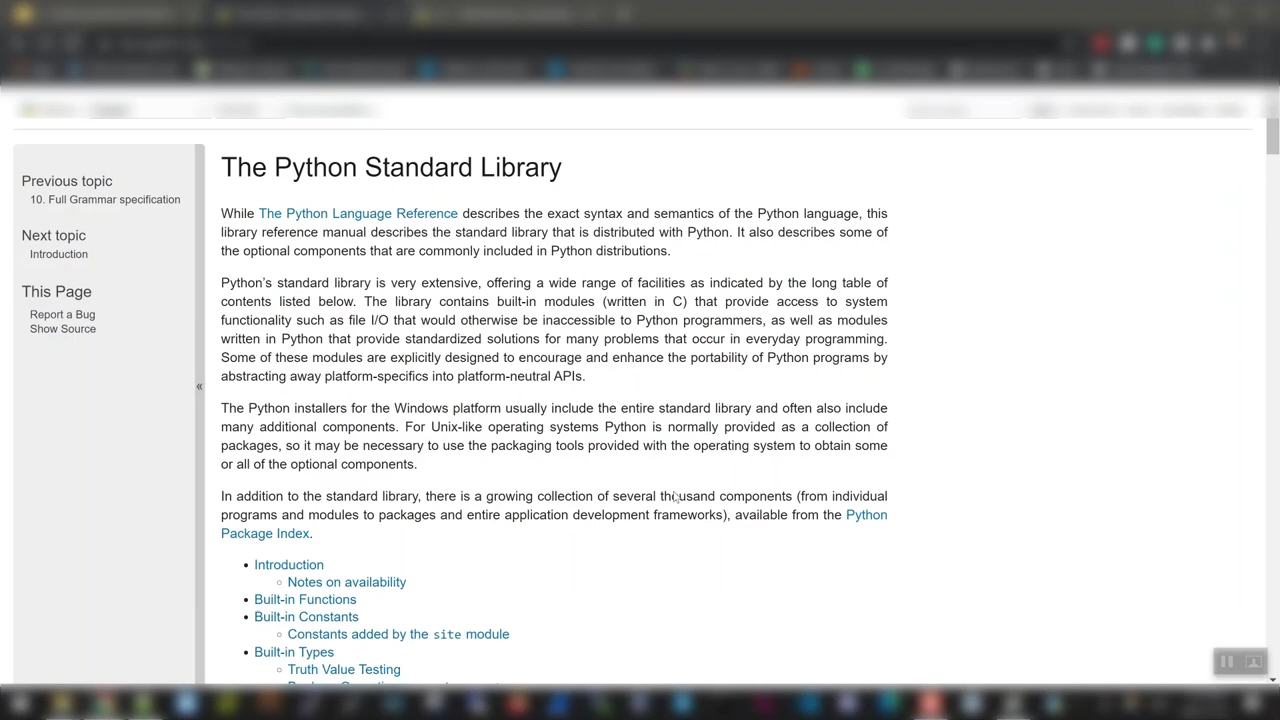 The Python Standard Library
Previous topic
10. Full Grammar specification
Next topic
Introduction
This Page
Report a Bug
Show Source
«
While The Python Language Reference describes the exact syntax and semantics of the Python language, this
library reference manual describes the standard library that is distributed with Python. It also describes some of
the optional components that are commonly included in Python distributions.
Python's standard library is very extensive, offering a wide range of facilities as indicated by the long table of
contents listed below. The library contains built-in modules (written in C) that provide access to system
functionality such as file I/O that would otherwise be inaccessible to Python programmers, as well as modules
written in Python that provide standardized solutions for many problems that occur in everyday programming.
Some of these modules are explicitly designed to encourage and enhance the portability of Python programs by
abstracting away platform-specifics into platform-neutral APIs.
The Python installers for the Windows platform usually include the entire standard library and often also include
many additional components. For Unix-like operating systems Python is normally provided as a collection of
packages, so it may be necessary to use the packaging tools provided with the operating system to obtain some
or all of the optional components.
In addition to the standard library, there is a growing collection of several thousand components (from individual
programs and modules to packages and entire application development frameworks), available from the Python
Package Index.
• Introduction
○ Notes on availability
• Built-in Functions
• Built-in Constants
○ Constants added by the site module
• Built-in Types
○ Truth Value Testing